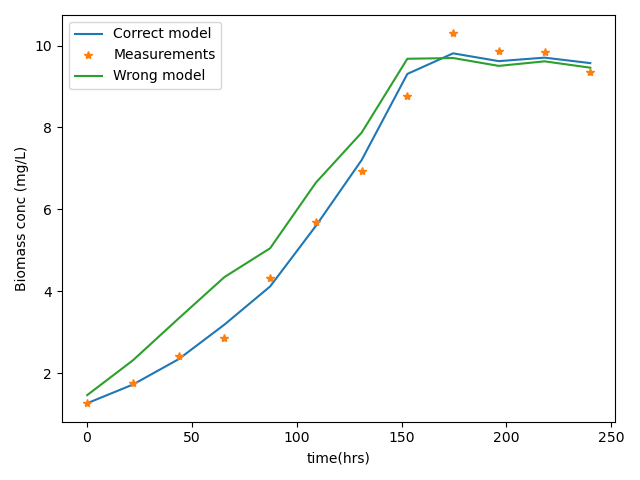 Correct model
Measurements
Wrong model
10
8
6
4
2
Biomass conc (mg/L)
0
50
100
150
200
250
time(hrs)